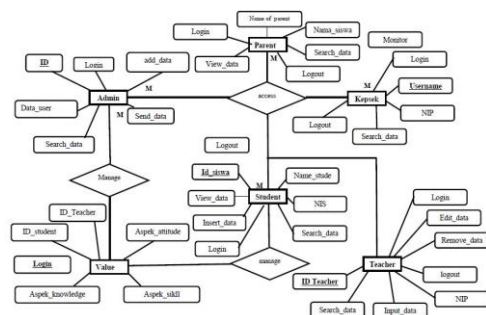 Name of parent
Login
Nama_siswa
Parent
View_data
Search_data
M
Logout
Monitor
Login
M
Username
Kepsek
NIP
Logout
Search_data
ID
Login
add_data
Admin
M
Data_user
M
Send_data
Search_data
access
Manage
Logout
Id_siswa
Name_stude
M
View_data
Student
NIS
Insert_data
Search_data
Login
manage
ID_Teacher
ID_student
Aspek_attitude
Login
Value
Aspek_knowledge
Aspek_sikll
Login
Edit_data
Remove_data
Teacher
ID Teacher
logout
NIP
Search_data
Input_data